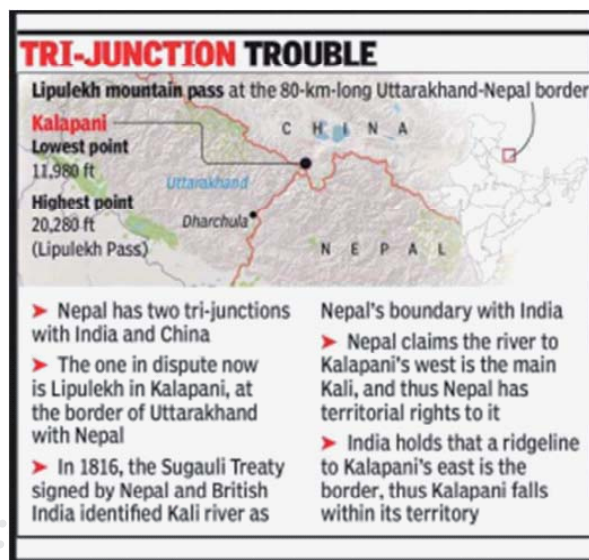 TRI-JUNCTION TROUBLE
Lipulekh mountain pass at the 80-km-long Uttarakhand-Nepal border
Kalapani
Lowest point
11,980 ft
Highest point
20,280 ft
(Lipulekh Pass)
CHINA
Uttarakhand
Dharchula
NEPAL
➤ Nepal has two tri-junctions
with India and China
➤ The one in dispute now
is Lipulekh in Kalapani, at
the border of Uttarakhand
with Nepal
➤ In 1816, the Sugauli Treaty
signed by Nepal and British
India identified Kali river as
Nepal's boundary with India
➤ Nepal claims the river to
Kalapani's west is the main
Kali, and thus Nepal has
territorial rights to it
➤ India holds that a ridgeline
to Kalapani's east is the
border, thus Kalapani falls
within its territory